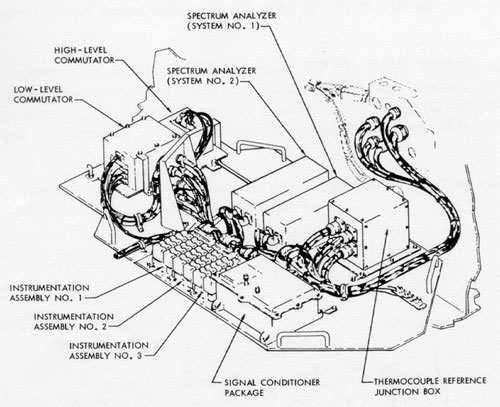 SPECTRUM ANALYZER
(SYSTEM NO. 1)
HIGH-LEVEL
COMMUTATOR
SPECTRUM ANALYZER
(SYSTEM NO. 2)
LOW-LEVEL
COMMUTATOR
INSTRUMENTATION
ASSEMBLY NO. 1
INSTRUMENTATION
ASSEMBLY NO. 2
INSTRUMENTATION
ASSEMBLY NO. 3
SIGNAL CONDITIONER
PACKAGE
THERMOCOUPLE REFERENCE
JUNCTION BOX